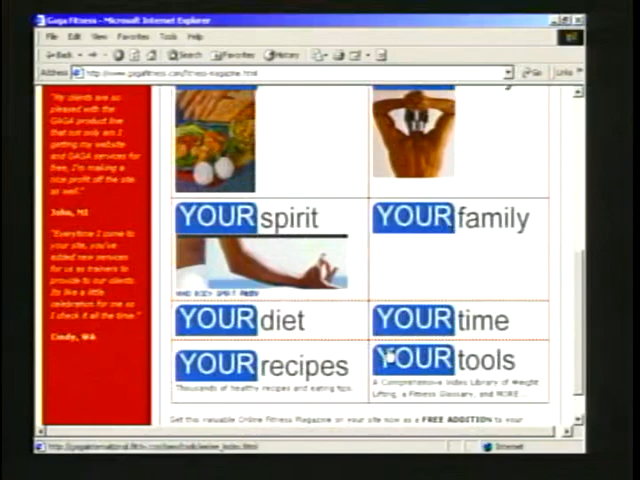 Gaga Fitness - Microsoft Internet Explorer
File Edit View Favorites Tools Help
Back Search Favorites History
Address http://www.gagafitness.com/fitness-magazine.html Go Links »
"My clients are so
pleased with the
GAGA product line
that not only am I
getting my website
and GAGA services for
free, I'm making a
nice profit off the site
as well."
John, MI
"Everytime I come to
your site, you've
added new services
for us as trainers to
provide to our clients.
Its like a little
celebration for me so
I check it all the time."
Cindy, WA
YOUR spirit
YOUR family
MIND BODY SPIRIT
YOUR diet
YOUR time
YOUR recipes
Thousands of healthy recipes and eating tips.
YOUR tools
A Comprehensive Video Library of Weight
Lifting, a Fitness Glossary, and MORE...
Get this valuable Online Fitness Magazine on your site now as a FREE ADDITION to your
Internet